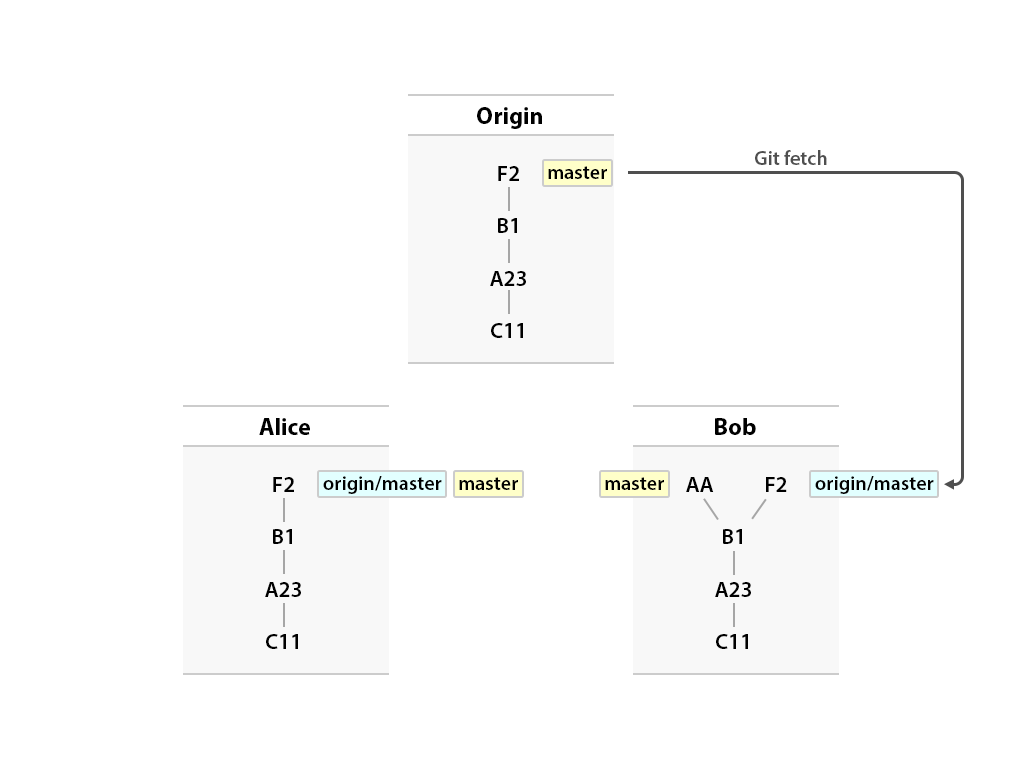 Origin
Git fetch
F2 master
B1
A23
C11
Alice
F2 origin/master master
B1
A23
C11
Bob
master AA F2 origin/master
B1
A23
C11